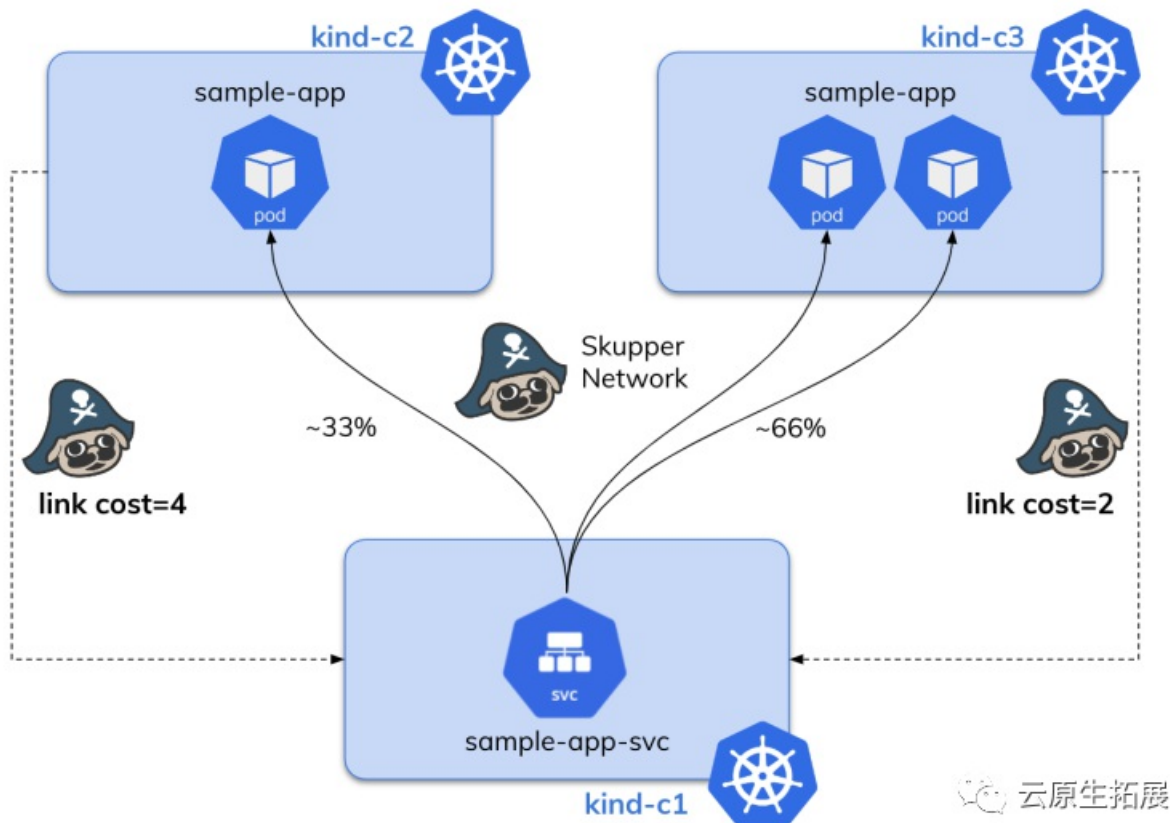 kind-c2
kind-c3
sample-app
sample-app
pod
pod
pod
Skupper
Network
~33%
~66%
link cost=4
link cost=2
svc
sample-app-svc
kind-c1
云原生拓展